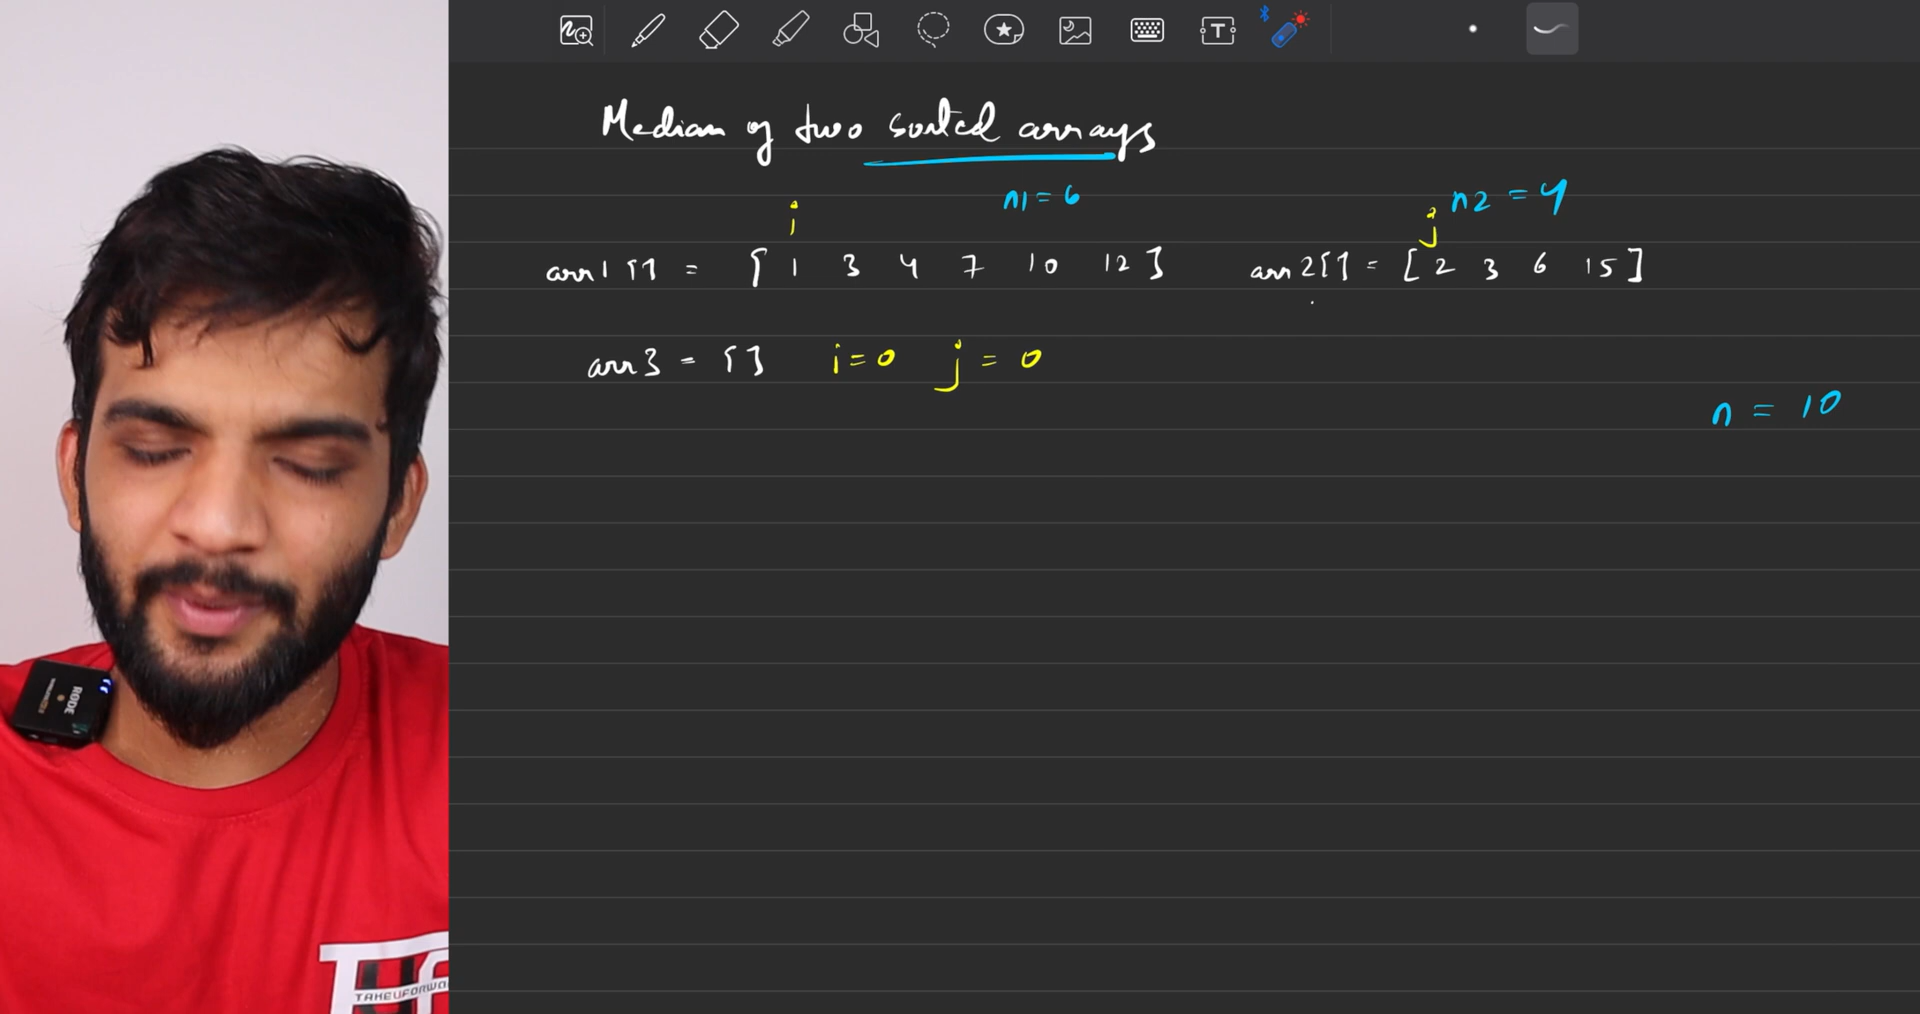 Median of two sorted arrays
n1 = 6
n2 = 4
i
j
arr1[] = [ 1 3 4 7 10 12 ]
arr2[] = [ 2 3 6 15 ]
arr3 = [] i = 0 j = 0
n = 10
RODE
TAKEUFORWA